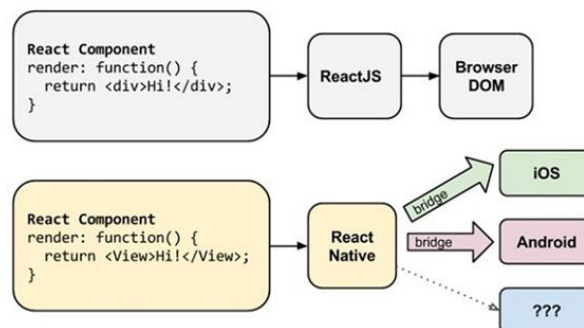 React Component
render: function() {
return <div>Hi!</div>;
}
ReactJS
Browser
DOM
React Component
render: function() {
return <View>Hi!</View>;
}
React
Native
bridge
iOS
bridge
Android
???